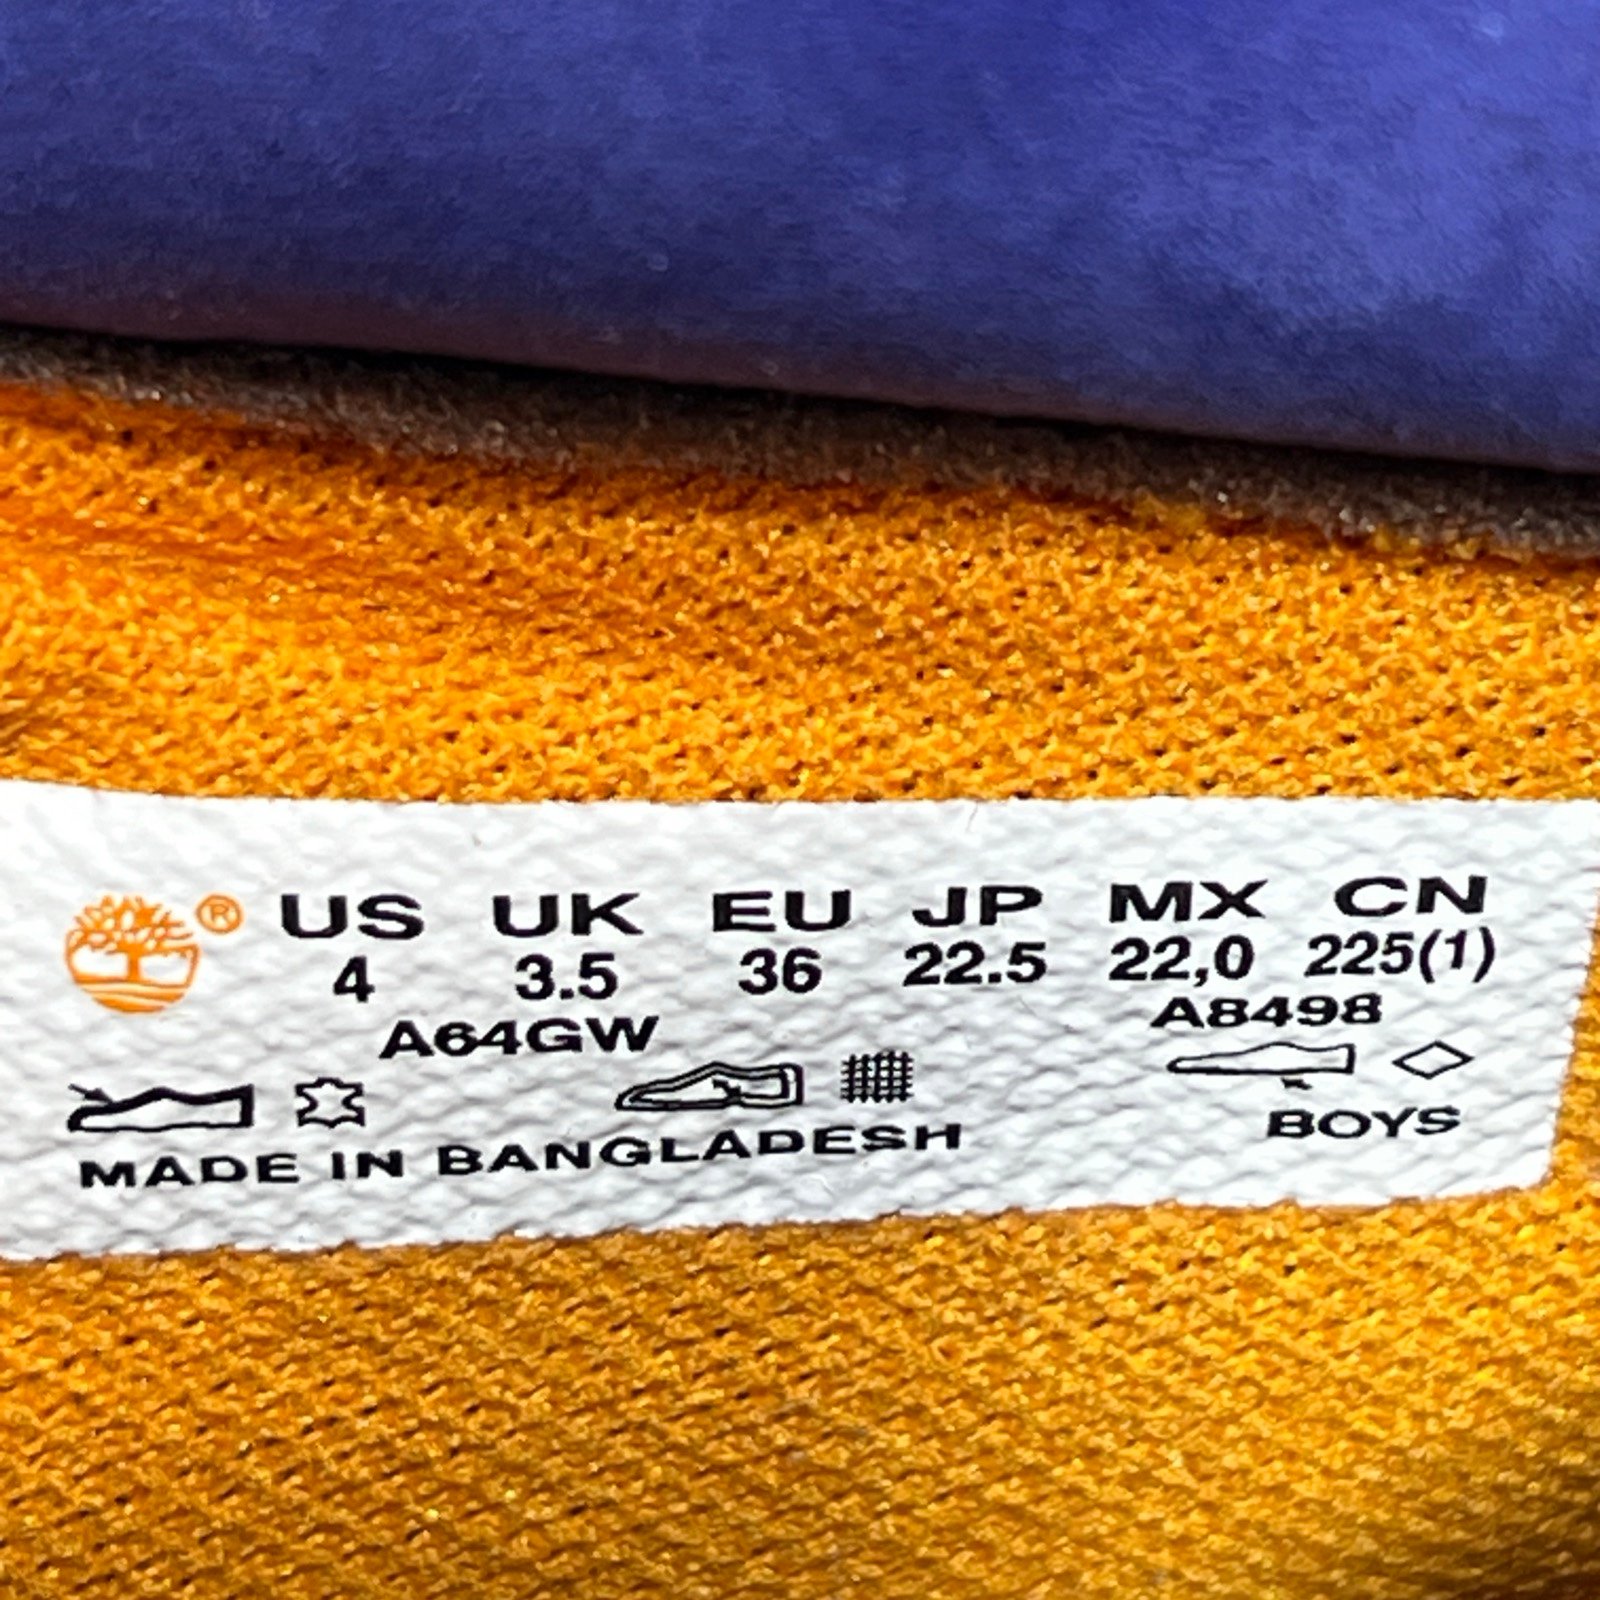 ® US UK EU JP MX CN
4 3.5 36 22.5 22,0 225(1)
A64GW A8498
MADE IN BANGLADESH BOYS